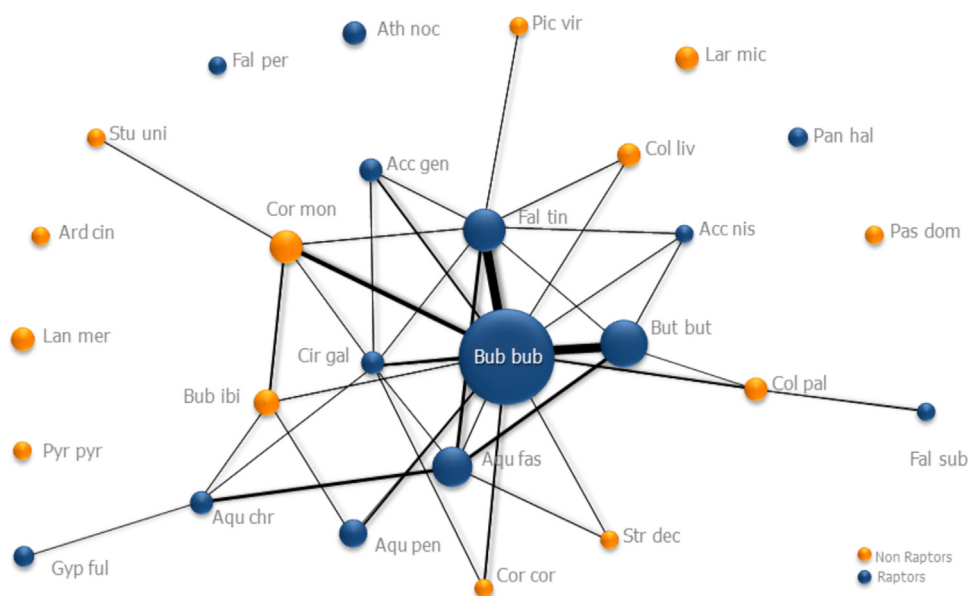 Pic vir
Ath noc
Lar mic
Fal per
Stu uni
Pan hal
Col liv
Acc gen
Cor mon
Fal tin
Acc nis
Ard cin
Pas dom
But but
Lan mer
Cir gal
Bub bub
Col pal
Bub ibi
Pyr pyr
Aqu fas
Fal sub
Aqu chr
Str dec
Aqu pen
Non Raptors
Gyp ful
Cor cor
Raptors